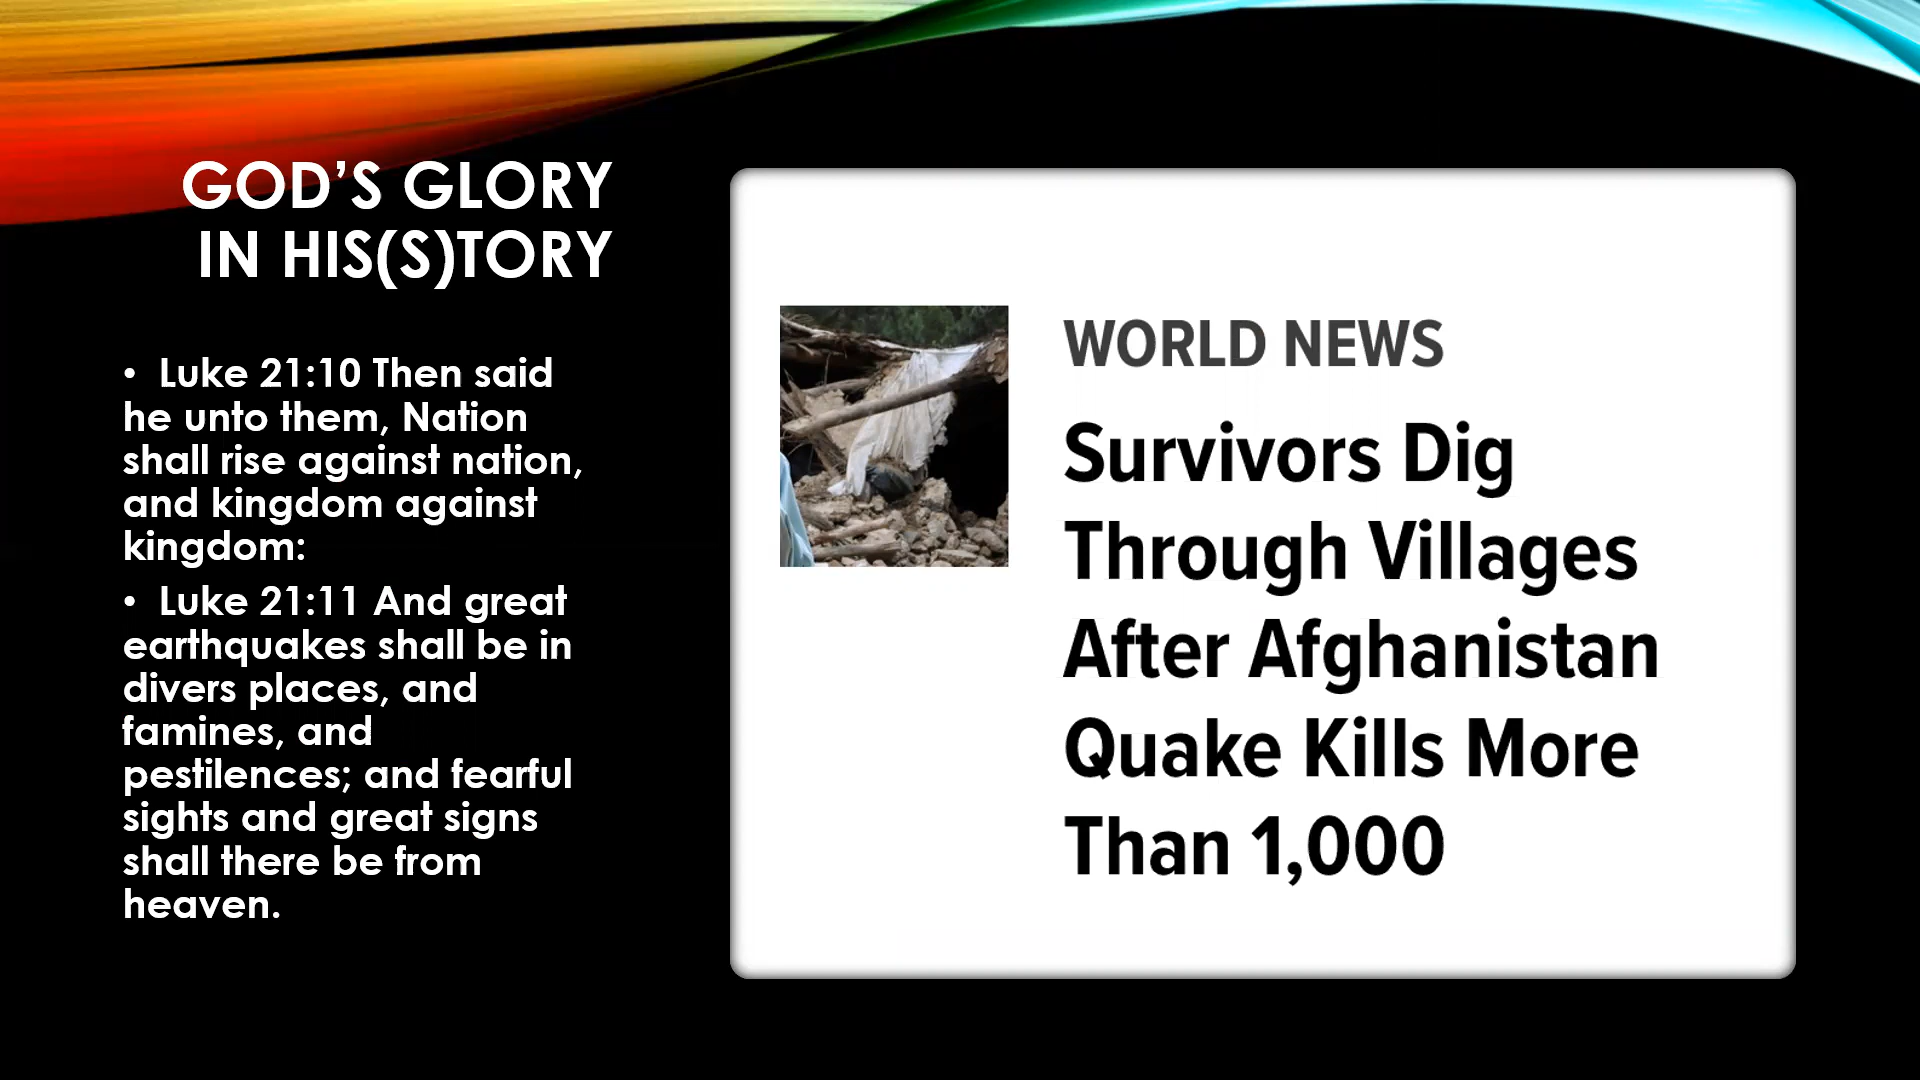 GOD’S GLORY
IN HIS(S)TORY
• Luke 21:10 Then said
he unto them, Nation
shall rise against nation,
and kingdom against
kingdom:
• Luke 21:11 And great
earthquakes shall be in
divers places, and
famines, and
pestilences; and fearful
sights and great signs
shall there be from
heaven.
WORLD NEWS
Survivors Dig
Through Villages
After Afghanistan
Quake Kills More
Than 1,000